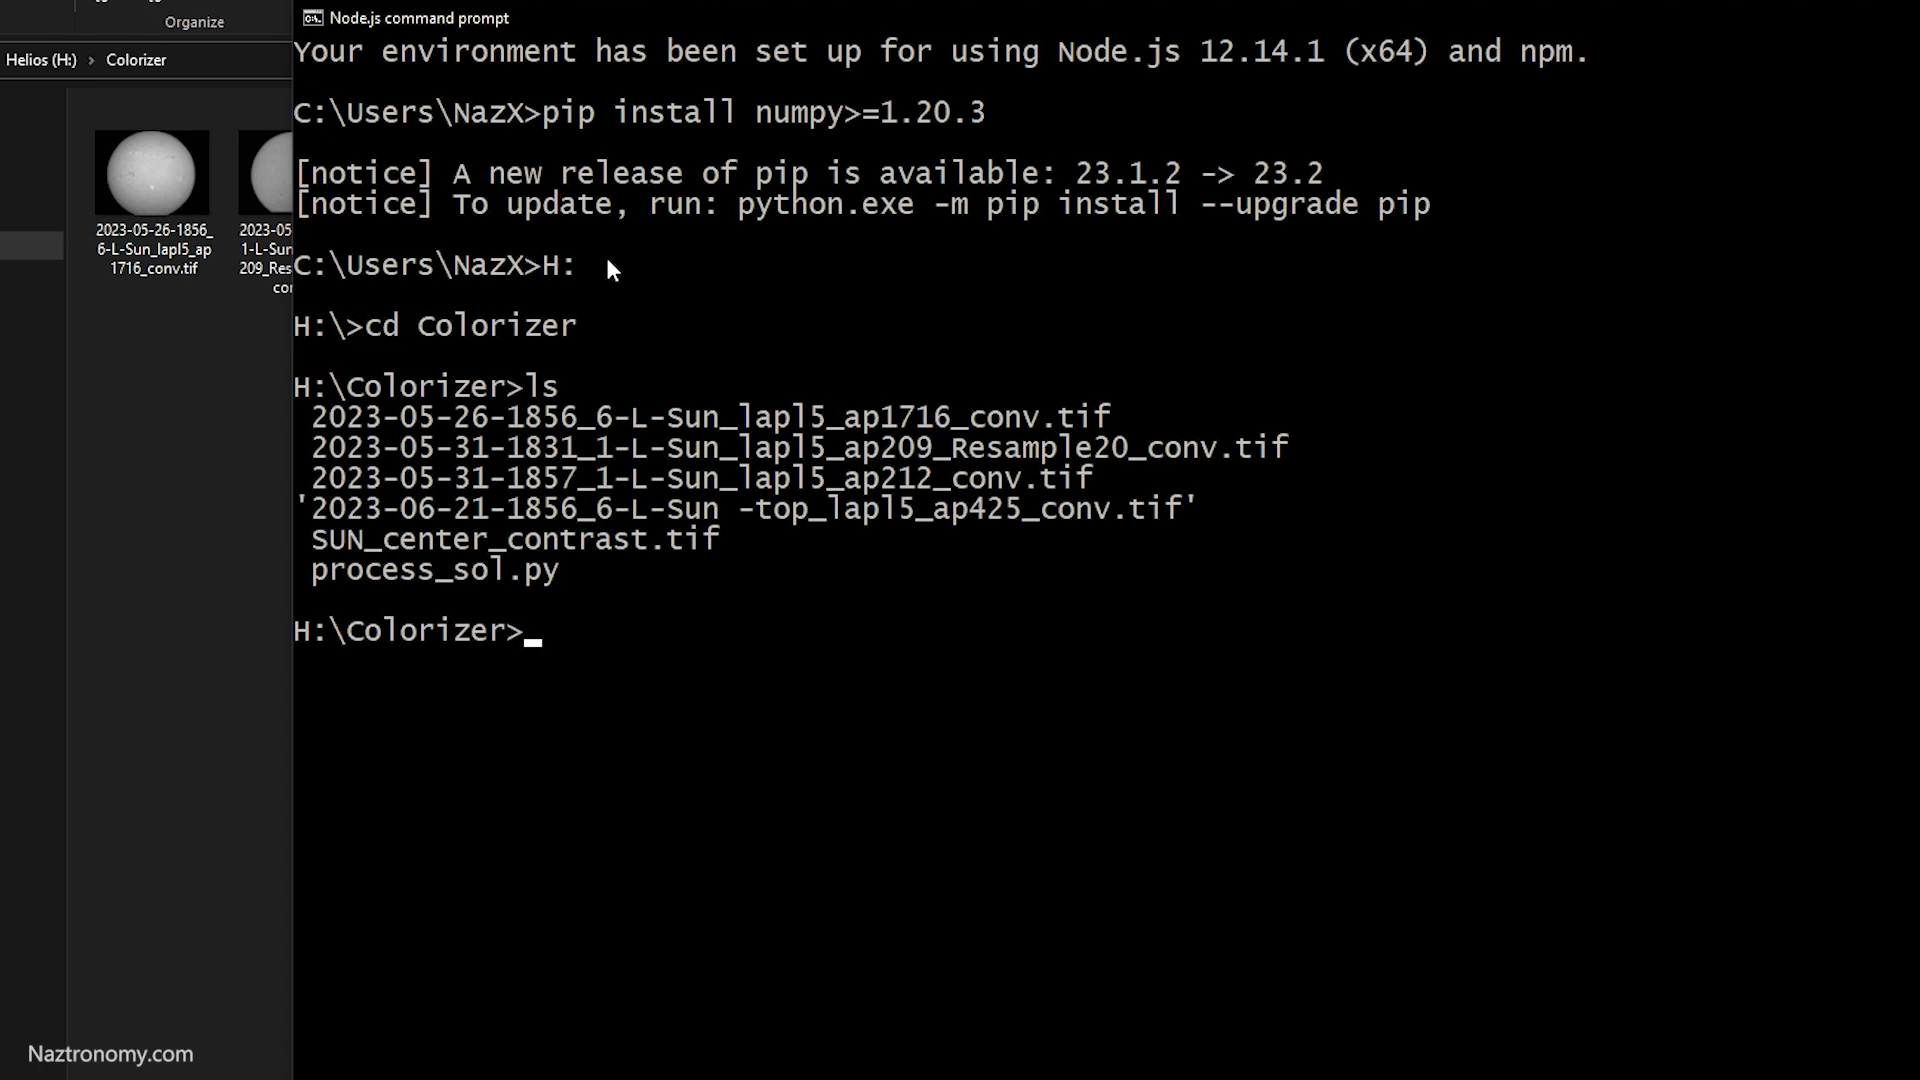 Organize
Helios (H:) > Colorizer
2023-05-26-1856_
6-L-Sun_lapl5_ap
1716_conv.tif
2023-05
1-L-Sun
209_Res
con
Node.js command prompt
Your environment has been set up for using Node.js 12.14.1 (x64) and npm.
C:\Users\NazX>pip install numpy>=1.20.3
[notice] A new release of pip is available: 23.1.2 -> 23.2
[notice] To update, run: python.exe -m pip install --upgrade pip
C:\Users\NazX>H:
H:\>cd Colorizer
H:\Colorizer>ls
2023-05-26-1856_6-L-Sun_lapl5_ap1716_conv.tif
2023-05-31-1831_1-L-Sun_lapl5_ap209_Resample20_conv.tif
2023-05-31-1857_1-L-Sun_lapl5_ap212_conv.tif
'2023-06-21-1856_6-L-Sun -top_lapl5_ap425_conv.tif'
SUN_center_contrast.tif
process_sol.py
H:\Colorizer>
Naztronomy.com